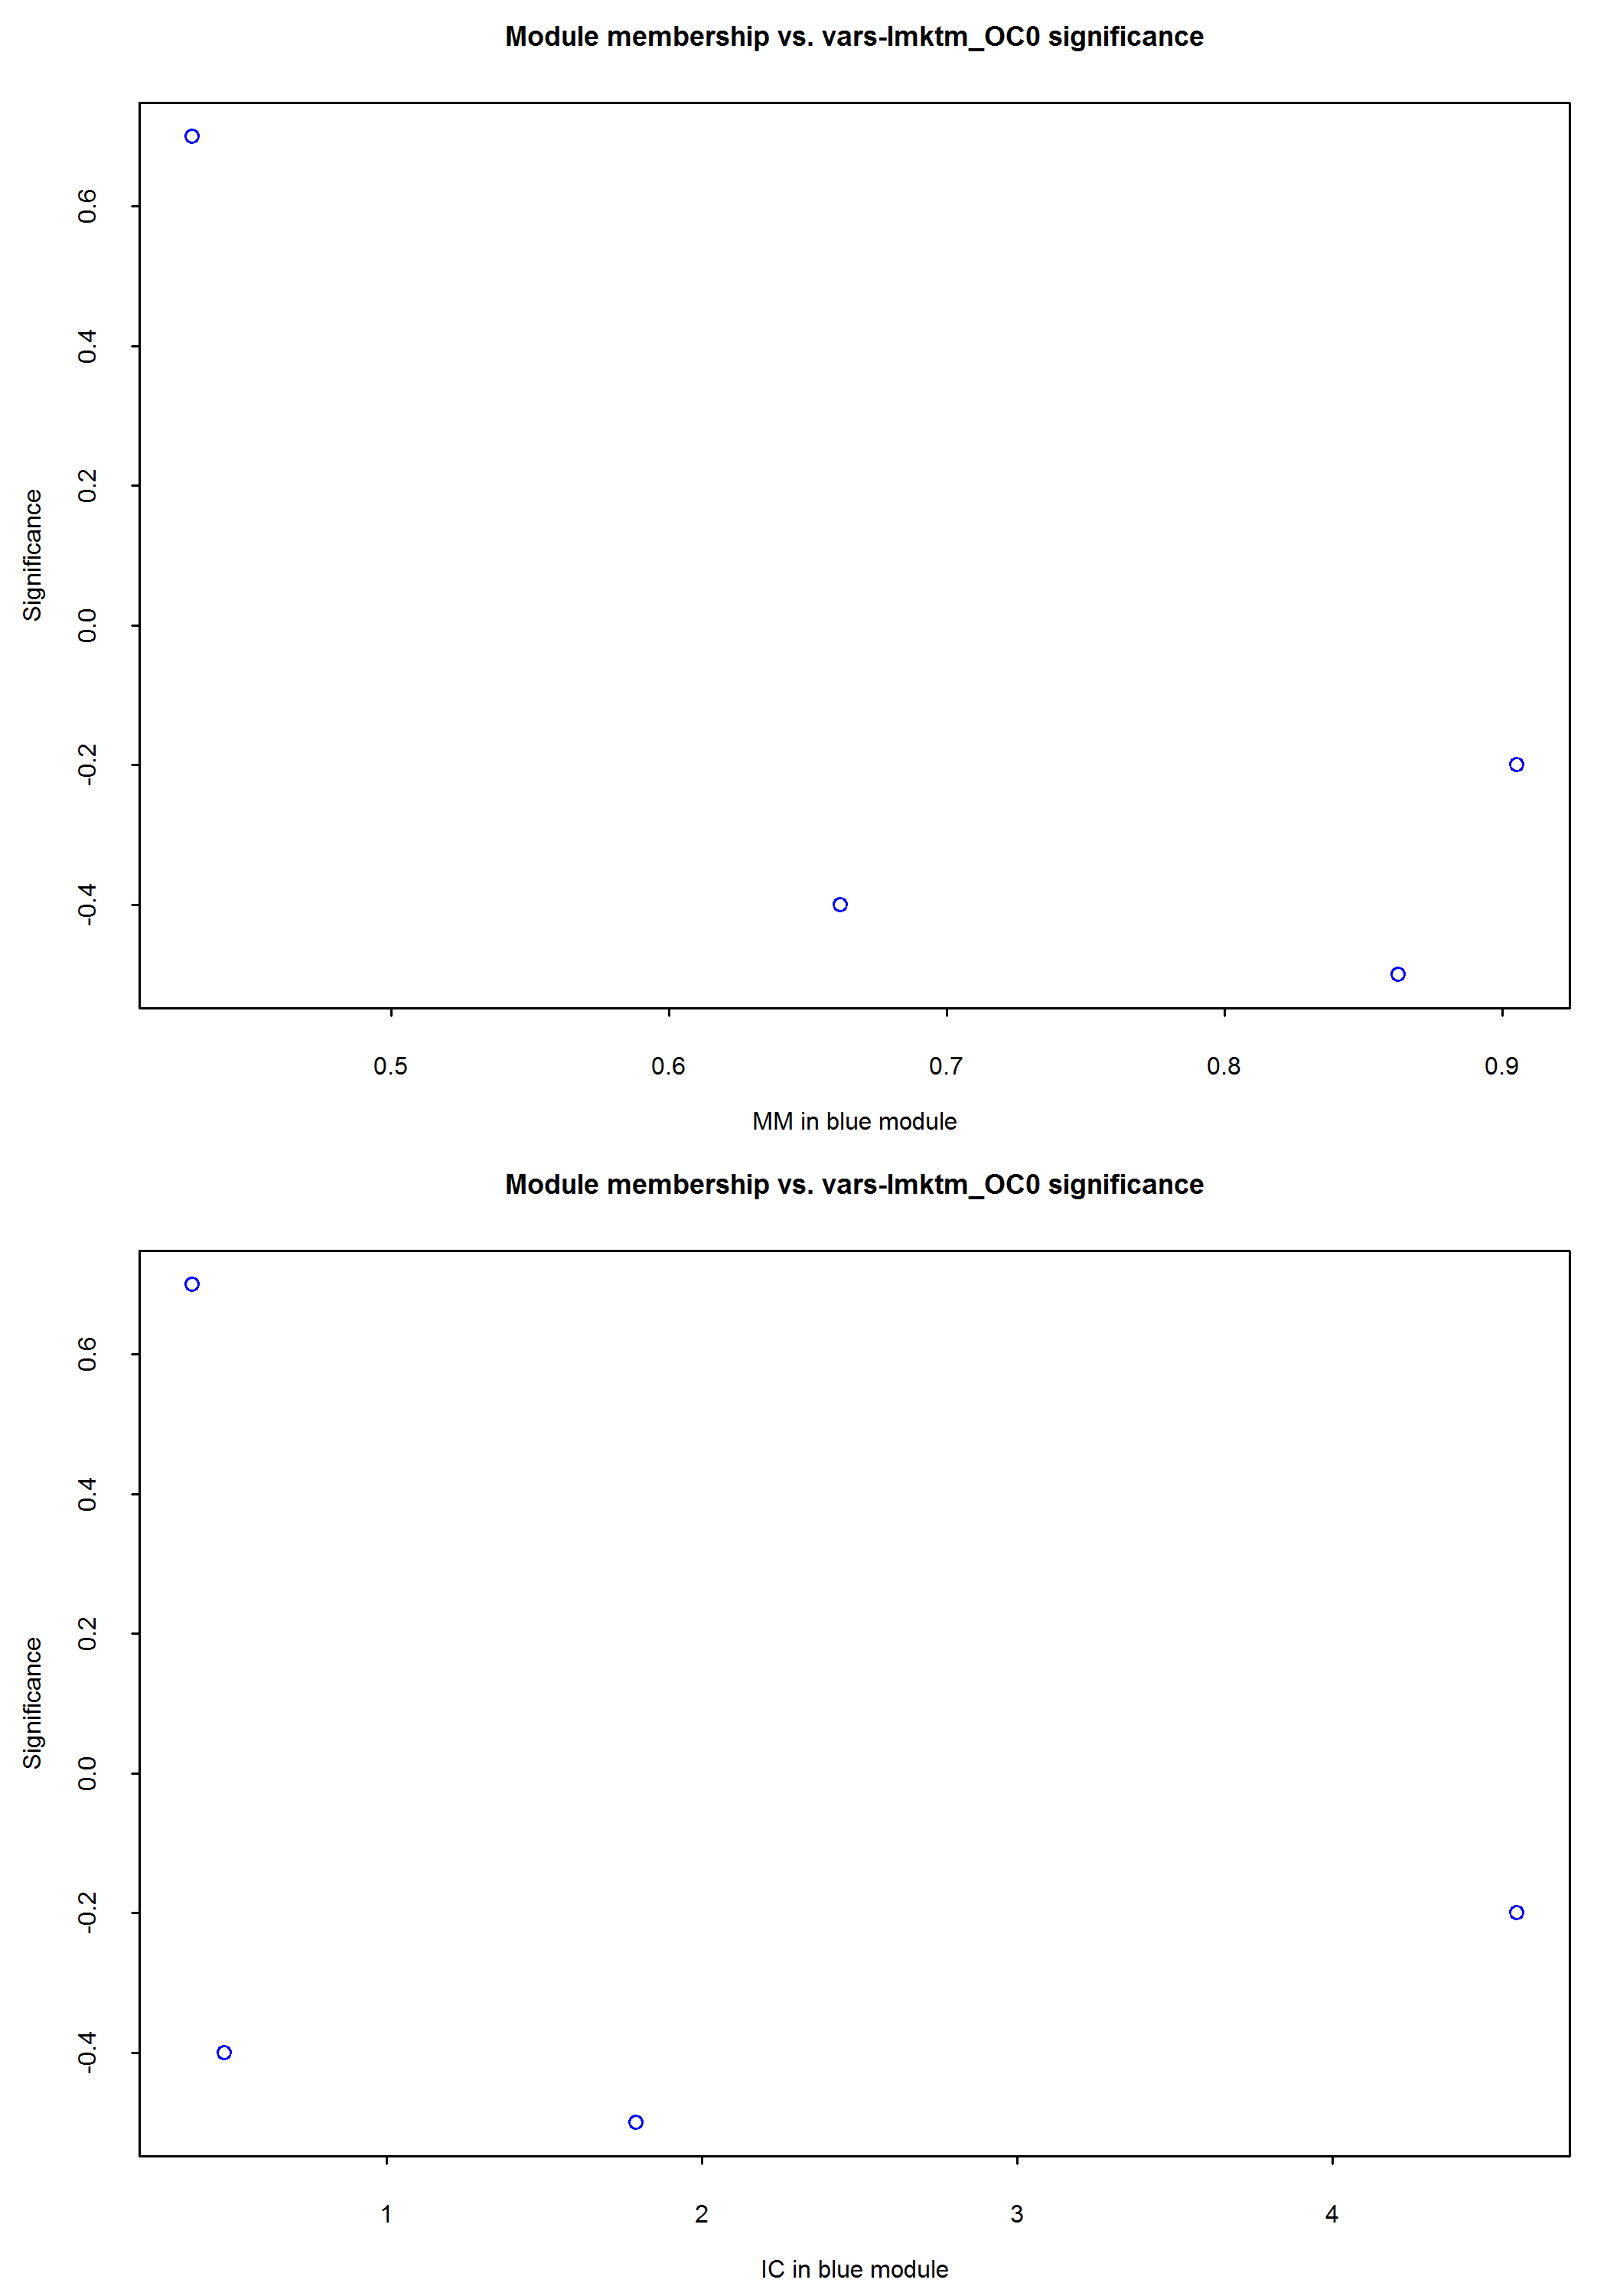 Module membership vs. vars-lmktm_OC0 significance
0.6
0.4
0.2
0.0
-0.2
-0.4
Significance
0.5 0.6 0.7 0.8 0.9
MM in blue module
Module membership vs. vars-lmktm_OC0 significance
0.6
0.4
0.2
0.0
-0.2
-0.4
Significance
1 2 3 4
IC in blue module